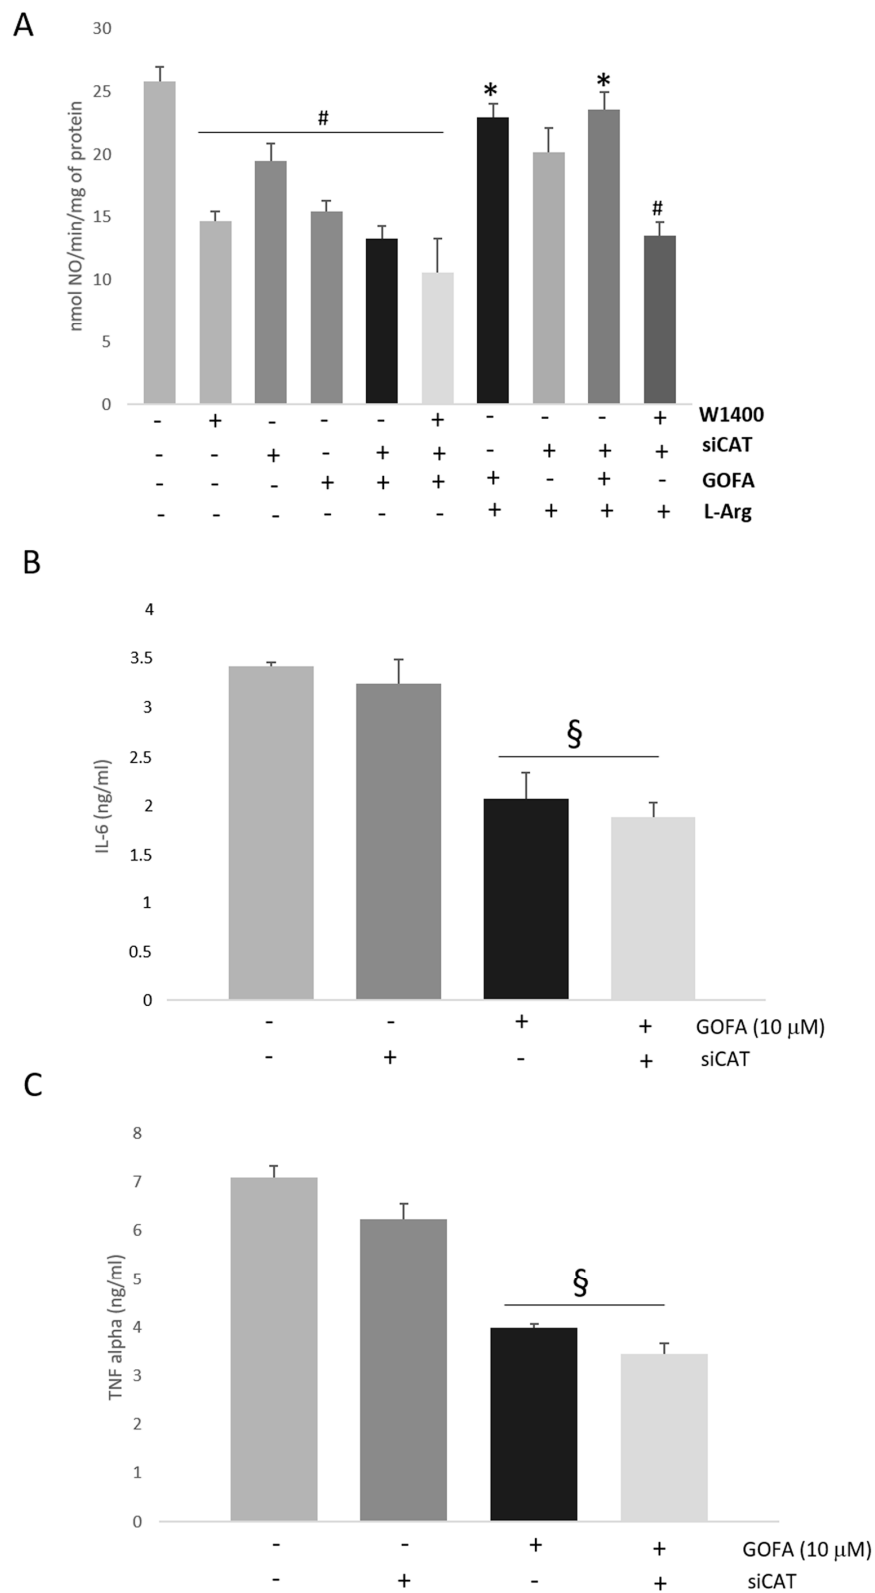 A
30
25
20
15
10
5
0
nmol NO/min/mg of protein
#
*
*
#
- + - - - + - - - + W1400
- - + - + + - + + + siCAT
- - - + + + + - + - GOFA
- - - - - - + + + + L-Arg
B
4
3.5
3
2.5
2
1.5
1
0.5
0
IL-6 (ng/ml)
§
- - + + GOFA (10 μM)
- + - + siCAT
C
8
7
6
5
4
3
2
1
0
TNF alpha (ng/ml)
§
- - + + GOFA (10 μM)
- + - + siCAT